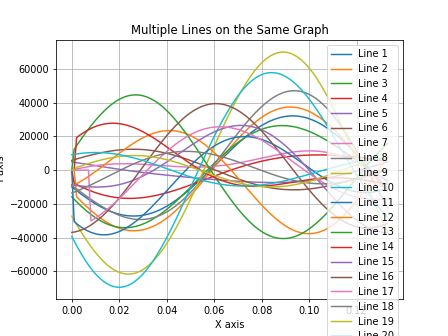 Multiple Lines on the Same Graph
60000
40000
20000
0
−20000
−40000
−60000
0.00 0.02 0.04 0.06 0.08 0.10
X axis
axis
Line 1
Line 2
Line 3
Line 4
Line 5
Line 6
Line 7
Line 8
Line 9
Line 10
Line 11
Line 12
Line 13
Line 14
Line 15
Line 16
Line 17
Line 18
Line 19
Line 20